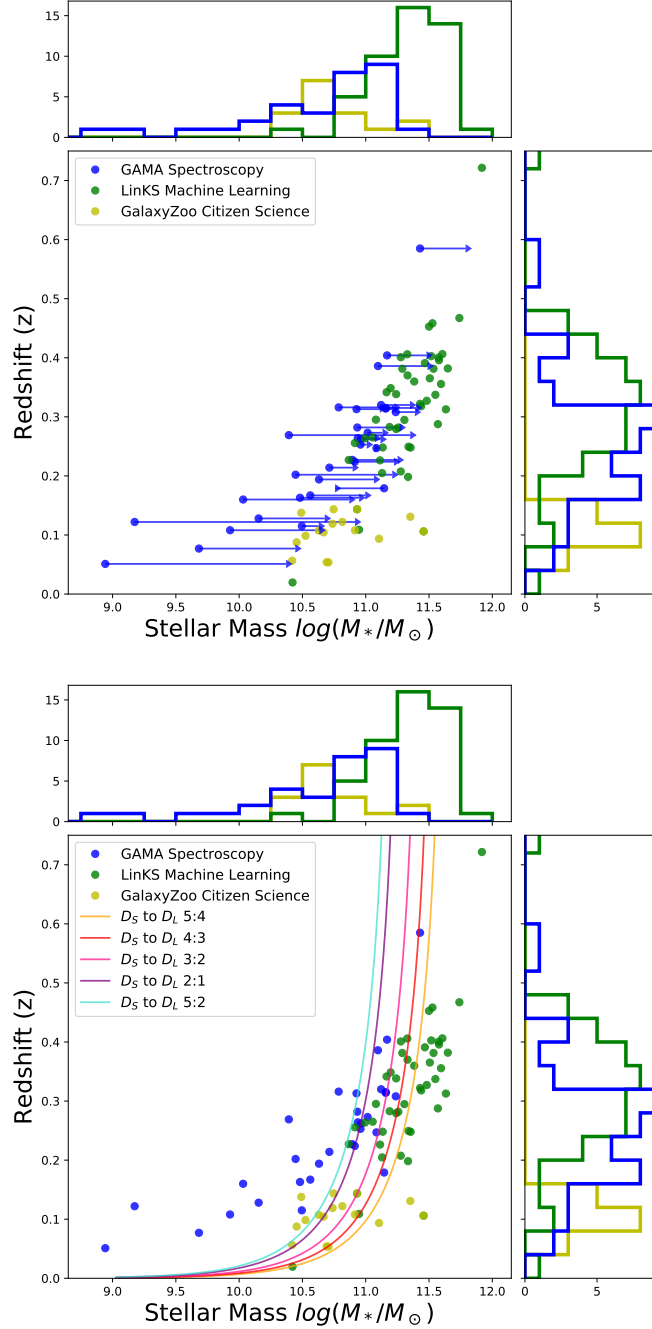 15
10
5
0
GAMA Spectroscopy
LinKS Machine Learning
GalaxyZoo Citizen Science
0.7
0.6
0.5
0.4
0.3
0.2
0.1
0.0
Redshift (z)
9.0 9.5 10.0 10.5 11.0 11.5 12.0
5
Stellar Mass log(M*/M⊙)
15
10
5
0
GAMA Spectroscopy
LinKS Machine Learning
GalaxyZoo Citizen Science
D_S to D_L 5:4
D_S to D_L 4:3
D_S to D_L 3:2
D_S to D_L 2:1
D_S to D_L 5:2
0.7
0.6
0.5
0.4
0.3
0.2
0.1
0.0
Redshift (z)
9.0 9.5 10.0 10.5 11.0 11.5 12.0
5
Stellar Mass log(M*/M⊙)